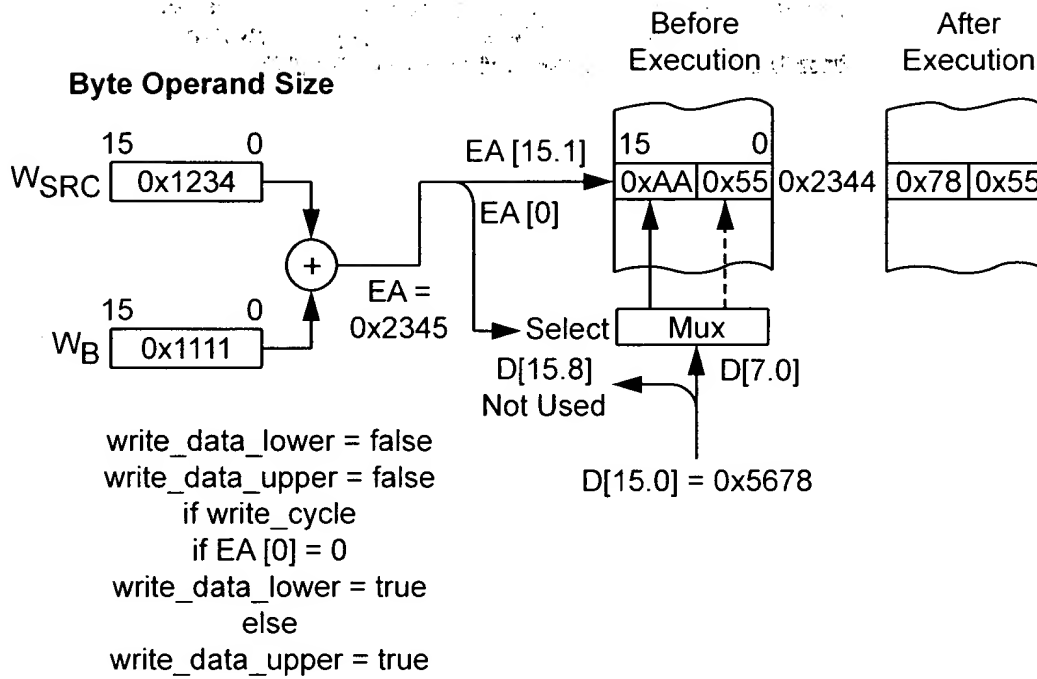 Before
Execution
After
Execution
Byte Operand Size
15 0
WSRC 0x1234
EA [15.1]
EA [0]
15 0
0xAA 0x55 0x2344
0x78 0x55
+
EA =
0x2345
15 0
WB 0x1111
Select Mux
D[15.8]
Not Used
D[7.0]
D[15.0] = 0x5678
write_data_lower = false
write_data_upper = false
if write_cycle
if EA [0] = 0
write_data_lower = true
else
write_data_upper = true